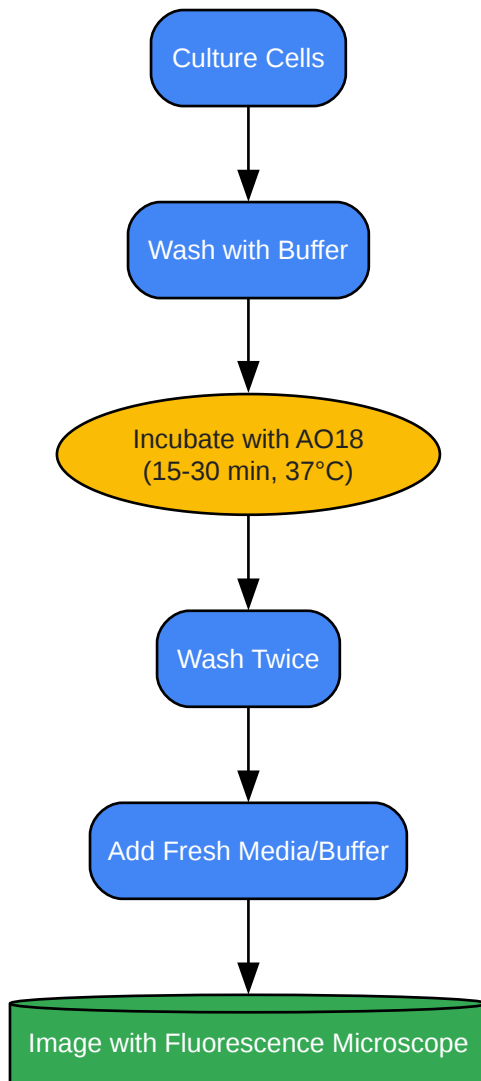 Culture Cells
Wash with Buffer
Incubate with AO18
(15-30 min, 37°C)
Wash Twice
Add Fresh Media/Buffer
Image with Fluorescence Microscope